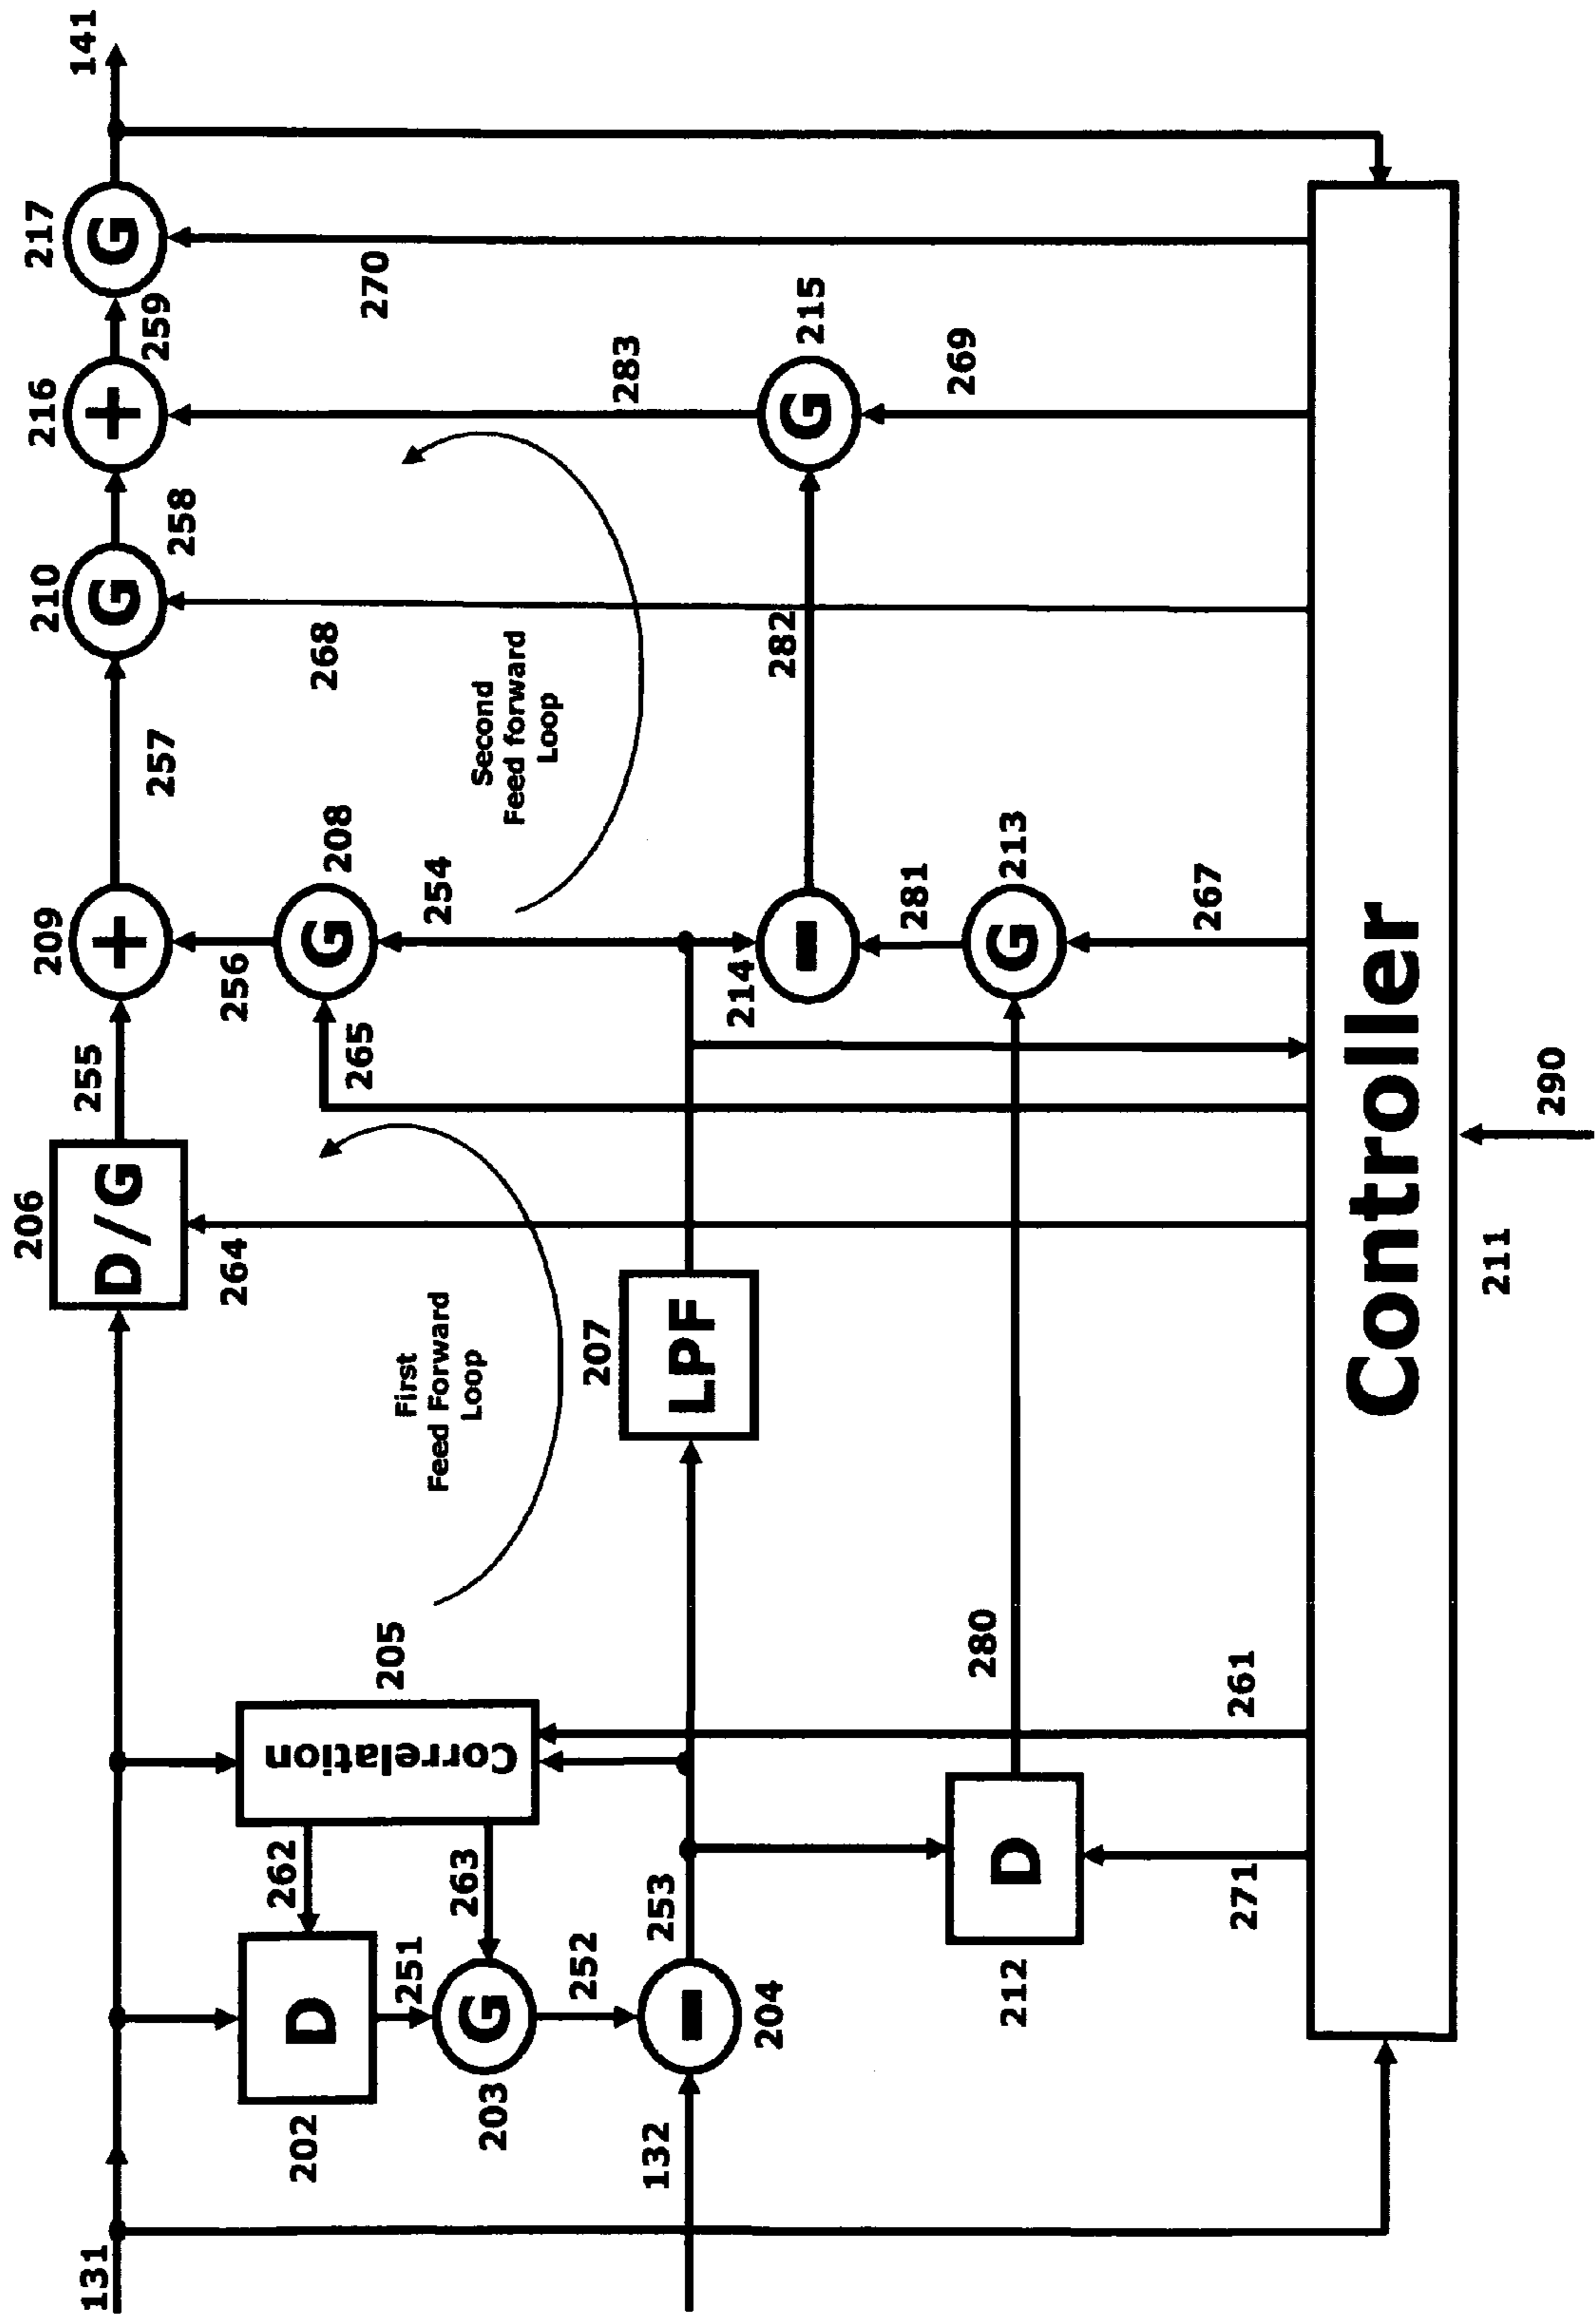 131
202
D
262
251
203
G
263
252
132
204
253
Correlation
205
First
Feed Forward
Loop
206
D/G
264
255
207
LPF
212
D
271
280
261
209
+
256
265
G
208
254
257
214
281
G
213
267
Second
Feed forward
Loop
210
G
258
268
282
216
+
259
283
G
215
269
217
G
270
141
Controller
211
290